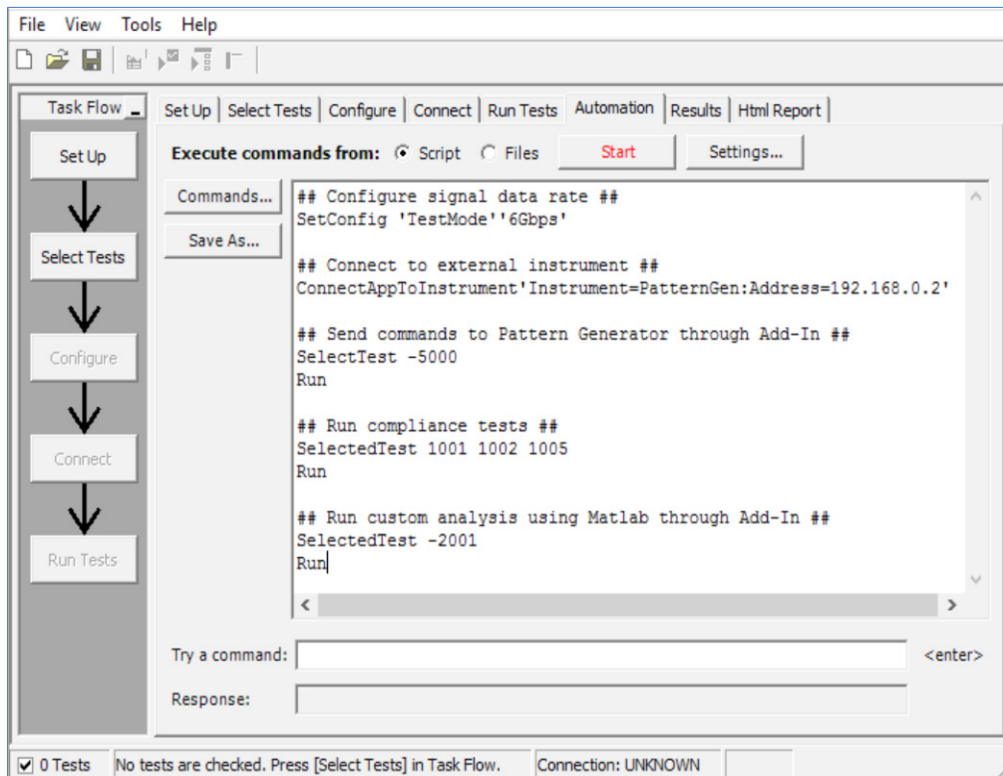 File View Tools Help
Task Flow
Set Up
Select Tests
Configure
Connect
Run Tests
Set Up Select Tests Configure Connect Run Tests Automation Results Html Report
Execute commands from: Script Files Start Settings...
Commands...
Save As...
## Configure signal data rate ##
SetConfig 'TestMode''6Gbps'
## Connect to external instrument ##
ConnectAppToInstrument'Instrument=PatternGen:Address=192.168.0.2'
## Send commands to Pattern Generator through Add-In ##
SelectTest -5000
Run
## Run compliance tests ##
SelectedTest 1001 1002 1005
Run
## Run custom analysis using Matlab through Add-In ##
SelectedTest -2001
Run
Try a command: <enter>
Response:
0 Tests No tests are checked. Press [Select Tests] in Task Flow. Connection: UNKNOWN